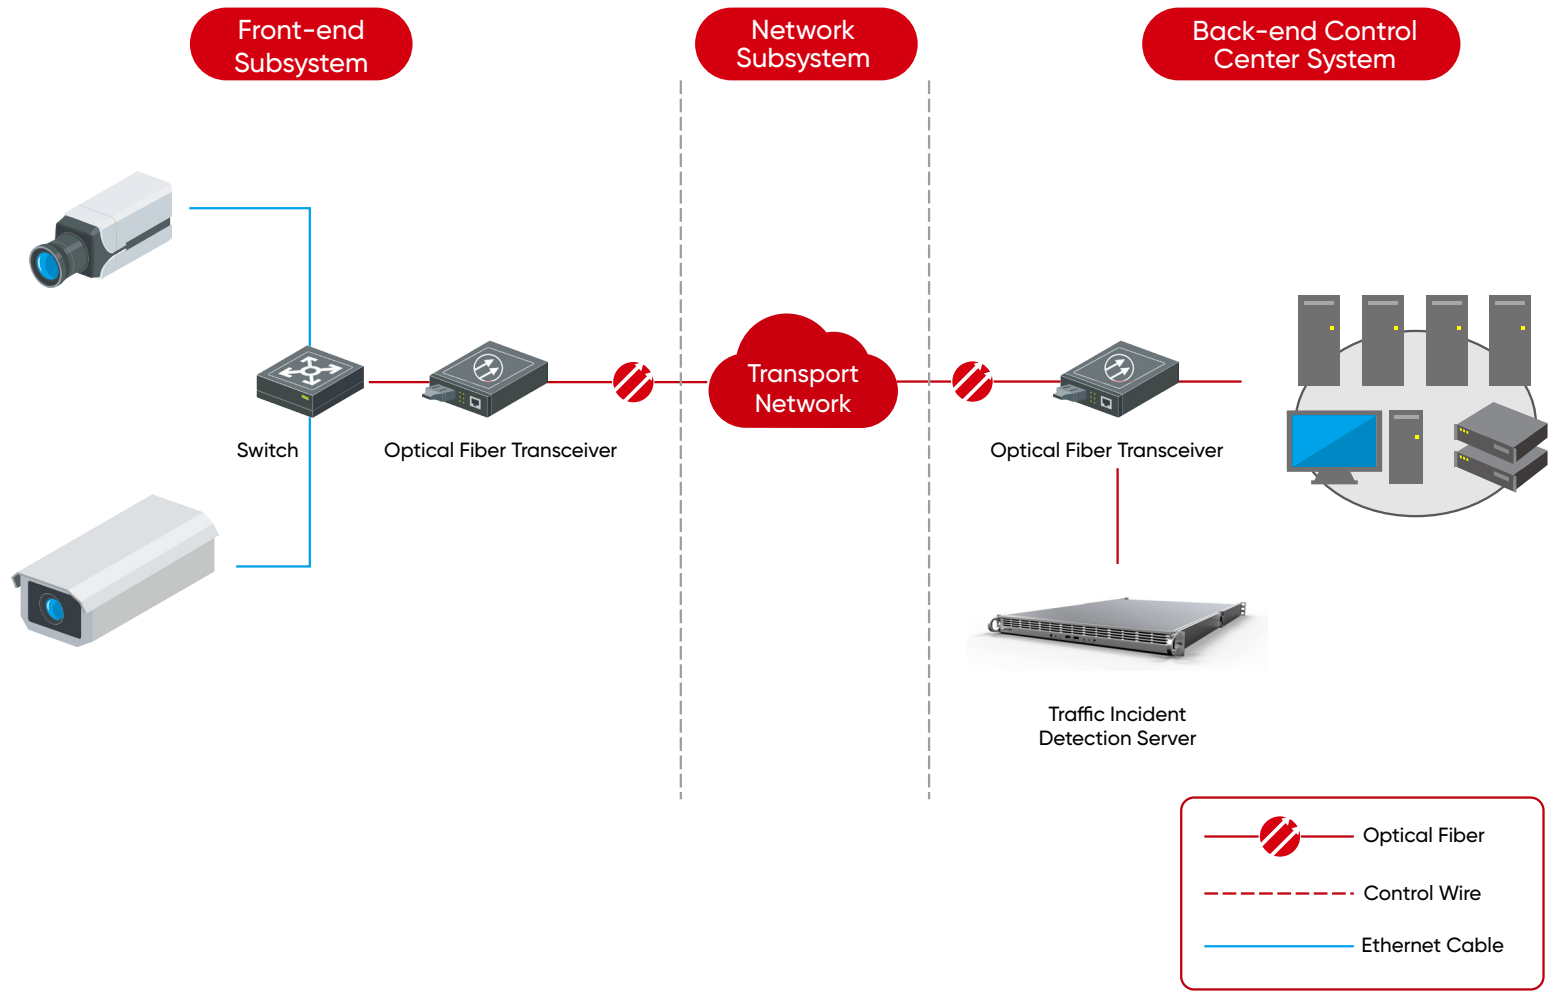 Front-end
Subsystem
Network
Subsystem
Back-end Control
Center System
Transport
Network
Switch
Optical Fiber Transceiver
Optical Fiber Transceiver
Traffic Incident
Detection Server
Optical Fiber
Control Wire
Ethernet Cable